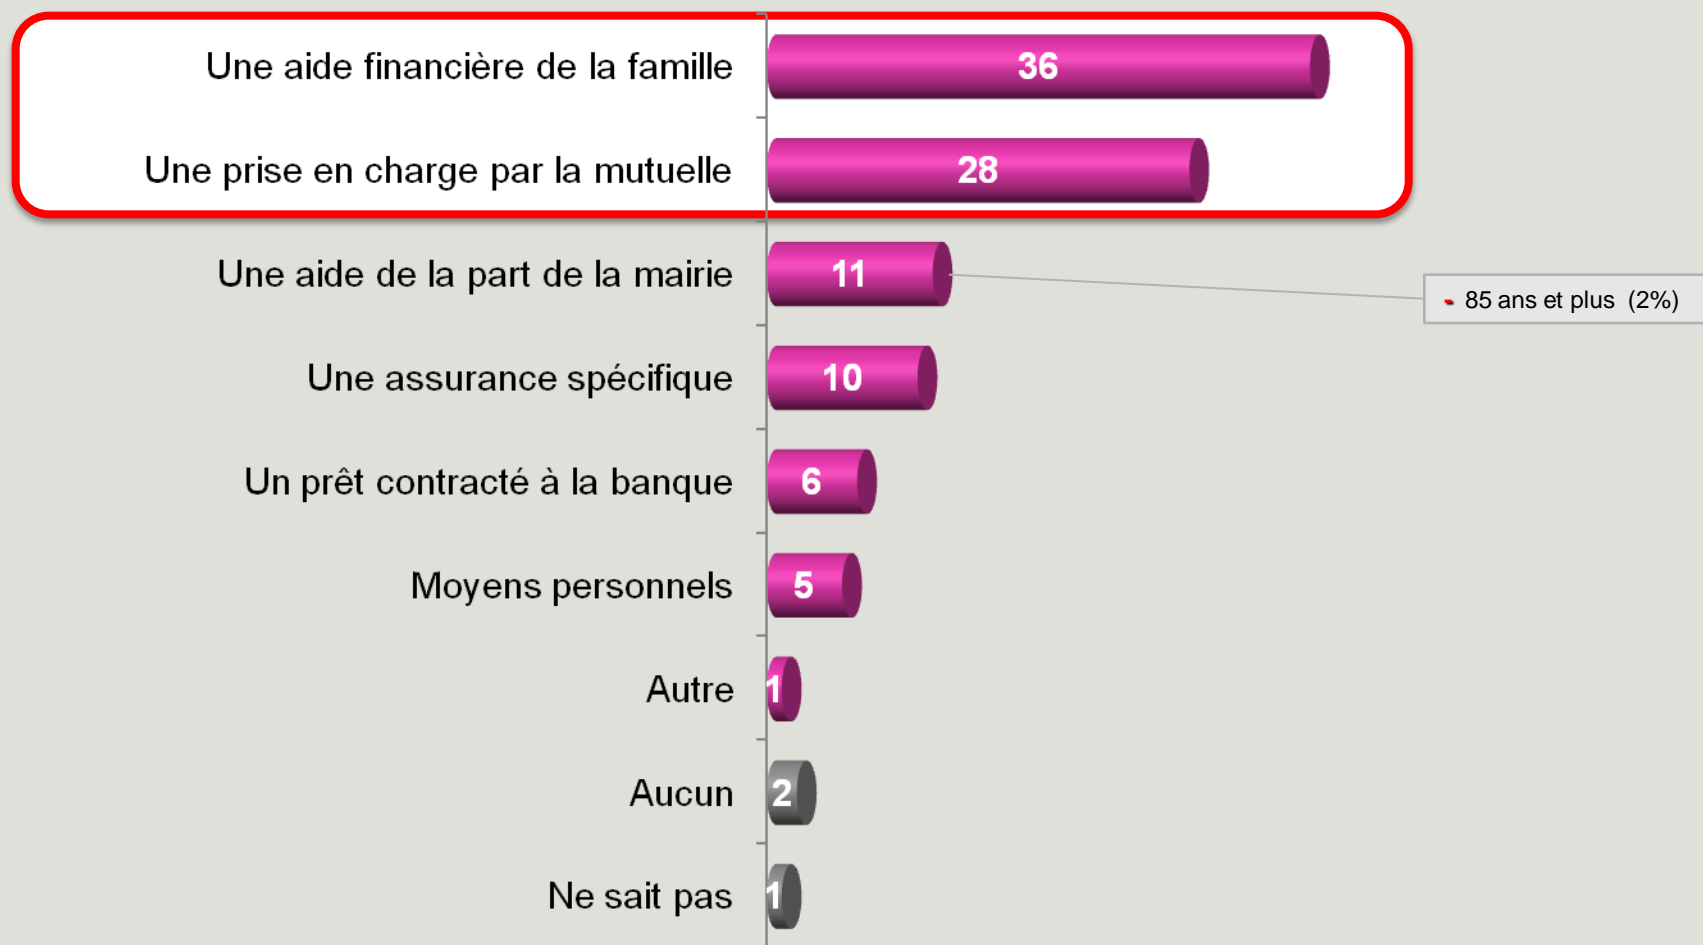 Une aide financière de la famille 36
Une prise en charge par la mutuelle 28
Une aide de la part de la mairie 11
- 85 ans et plus (2%)
Une assurance spécifique 10
Un prêt contracté à la banque 6
Moyens personnels 5
Autre 1
Aucun 2
Ne sait pas 1